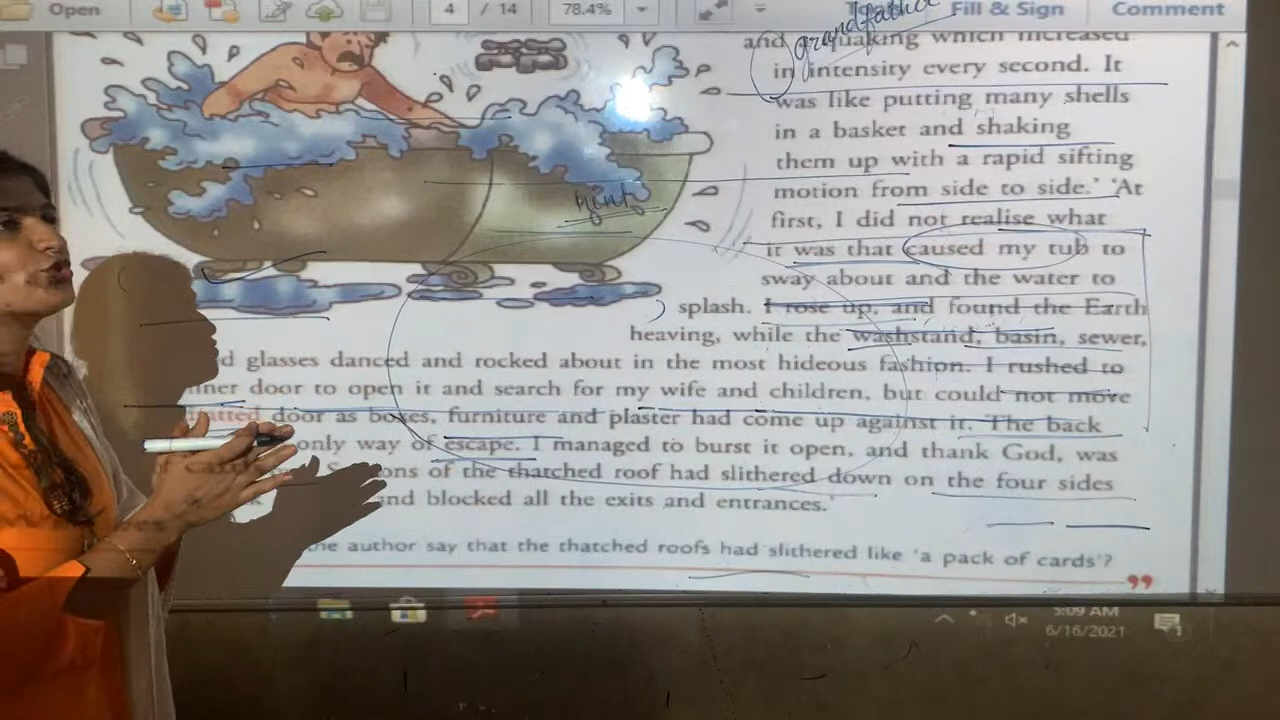 Open
4 / 14
78.4%
Fill & Sign
Comment
grandfather
and quaking which increased
in intensity every second. It
was like putting many shells
in a basket and shaking
them up with a rapid sifting
motion from side to side.' 'At
hint
first, I did not realise what
it was that caused my tub to
sway about and the water to
splash. I rose up, and found the Earth
heaving, while the washstand, basin, sewer,
glasses danced and rocked about in the most hideous fashion. I rushed to
door to open it and search for my wife and children, but could not move
door as boxes, furniture and plaster had come up against it. The back
only way of escape. I managed to burst it open, and thank God, was
of the thatched roof had slithered down on the four sides
and blocked all the exits and entrances.'
the author say that the thatched roofs had slithered like 'a pack of cards'?
"
5:09 AM
6/16/2021